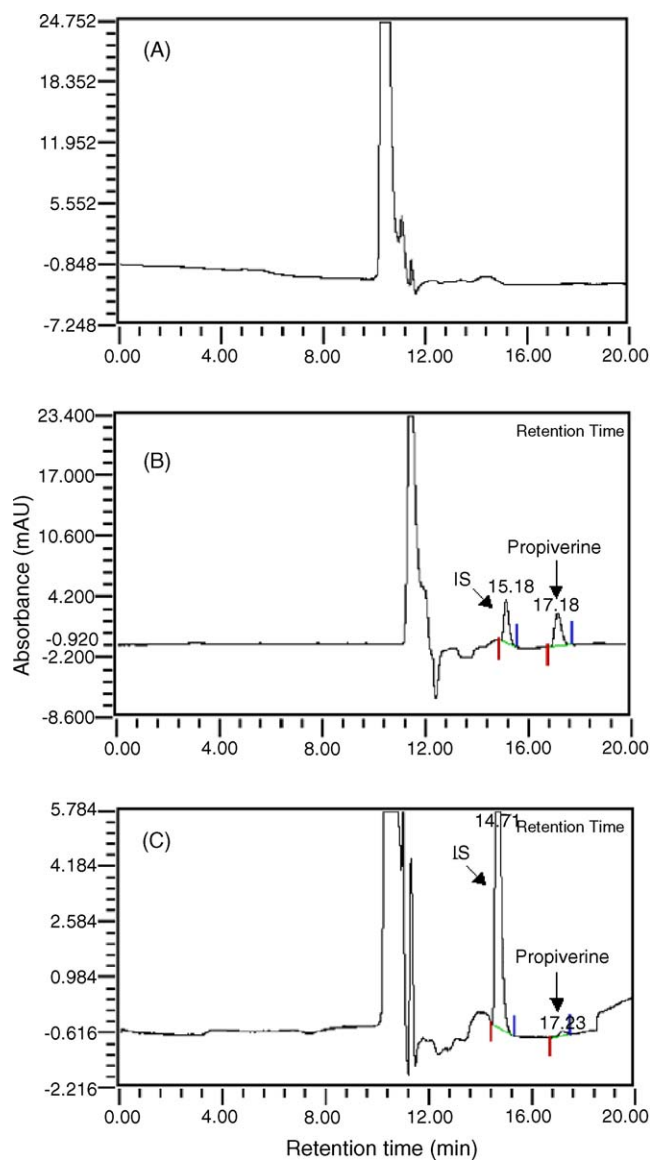 24.752
(A)
18.352
11.952
5.552
-0.848
-7.248
0.00 4.00 8.00 12.00 16.00 20.00
23.400
Retention Time
(B)
17.000
10.600
Propiverine
IS 15.18
4.200
17.18
-0.920
-2.200
-8.600
0.00 4.00 8.00 12.00 16.00 20.00
Absorbance (mAU)
5.784
14.71 Retention Time
(C)
4.184
IS
2.584
0.984
Propiverine
17.23
-0.616
-2.216
0.00 4.00 8.00 12.00 16.00 20.00
Retention time (min)